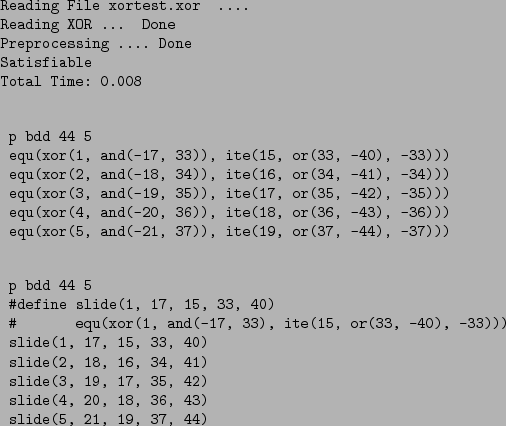 Reading File xortest.xor  ....
Reading XOR ...  Done
Preprocessing .... Done
Satisfiable
Total Time: 0.008
p bdd 44 5
equ(xor(1, and(-17, 33)), ite(15, or(33, -40), -33)))
equ(xor(2, and(-18, 34)), ite(16, or(34, -41), -34)))
equ(xor(3, and(-19, 35)), ite(17, or(35, -42), -35)))
equ(xor(4, and(-20, 36)), ite(18, or(36, -43), -36)))
equ(xor(5, and(-21, 37)), ite(19, or(37, -44), -37)))
p bdd 44 5
#define slide(1, 17, 15, 33, 40)
#       equ(xor(1, and(-17, 33), ite(15, or(33, -40), -33)))
slide(1, 17, 15, 33, 40)
slide(2, 18, 16, 34, 41)
slide(3, 19, 17, 35, 42)
slide(4, 20, 18, 36, 43)
slide(5, 21, 19, 37, 44)